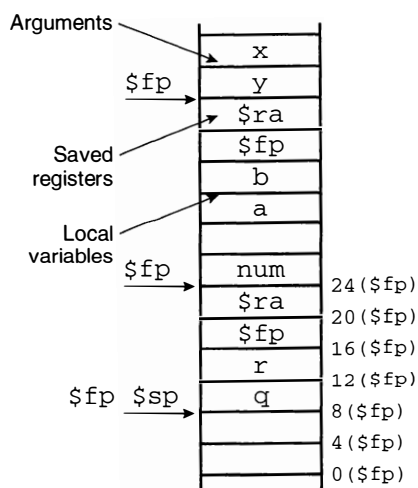 Arguments
x
$fp
y
$ra
Saved
registers
$fp
b
a
Local
variables
$fp
num
24($fp)
$ra
20($fp)
$fp
16($fp)
r
12($fp)
$fp $sp
q
8($fp)
4($fp)
0($fp)